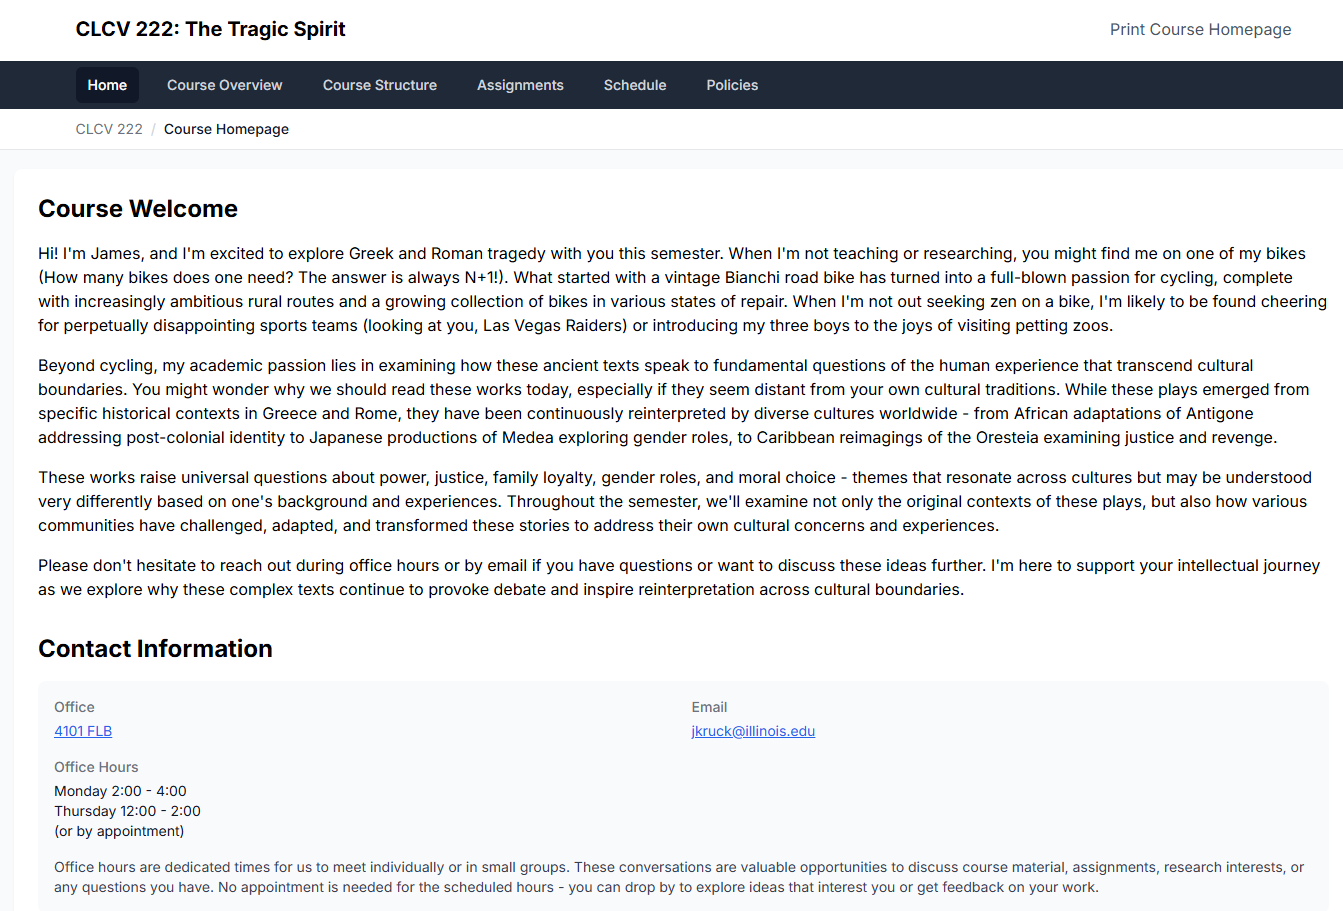 CLCV 222: The Tragic Spirit
Print Course Homepage
Home
Course Overview
Course Structure
Assignments
Schedule
Policies
CLCV 222 / Course Homepage
Course Welcome
Hi! I'm James, and I'm excited to explore Greek and Roman tragedy with you this semester. When I'm not teaching or researching, you might find me on one of my bikes
(How many bikes does one need? The answer is always N+1!). What started with a vintage Bianchi road bike has turned into a full-blown passion for cycling, complete
with increasingly ambitious rural routes and a growing collection of bikes in various states of repair. When I'm not out seeking zen on a bike, I'm likely to be found cheering
for perpetually disappointing sports teams (looking at you, Las Vegas Raiders) or introducing my three boys to the joys of visiting petting zoos.
Beyond cycling, my academic passion lies in examining how these ancient texts speak to fundamental questions of the human experience that transcend cultural
boundaries. You might wonder why we should read these works today, especially if they seem distant from your own cultural traditions. While these plays emerged from
specific historical contexts in Greece and Rome, they have been continuously reinterpreted by diverse cultures worldwide - from African adaptations of Antigone
addressing post-colonial identity to Japanese productions of Medea exploring gender roles, to Caribbean reimagings of the Oresteia examining justice and revenge.
These works raise universal questions about power, justice, family loyalty, gender roles, and moral choice - themes that resonate across cultures but may be understood
very differently based on one's background and experiences. Throughout the semester, we'll examine not only the original contexts of these plays, but also how various
communities have challenged, adapted, and transformed these stories to address their own cultural concerns and experiences.
Please don't hesitate to reach out during office hours or by email if you have questions or want to discuss these ideas further. I'm here to support your intellectual journey
as we explore why these complex texts continue to provoke debate and inspire reinterpretation across cultural boundaries.
Contact Information
Office
4101 FLB
Email
jkruck@illinois.edu
Office Hours
Monday 2:00 - 4:00
Thursday 12:00 - 2:00
(or by appointment)
Office hours are dedicated times for us to meet individually or in small groups. These conversations are valuable opportunities to discuss course material, assignments, research interests, or
any questions you have. No appointment is needed for the scheduled hours - you can drop by to explore ideas that interest you or get feedback on your work.